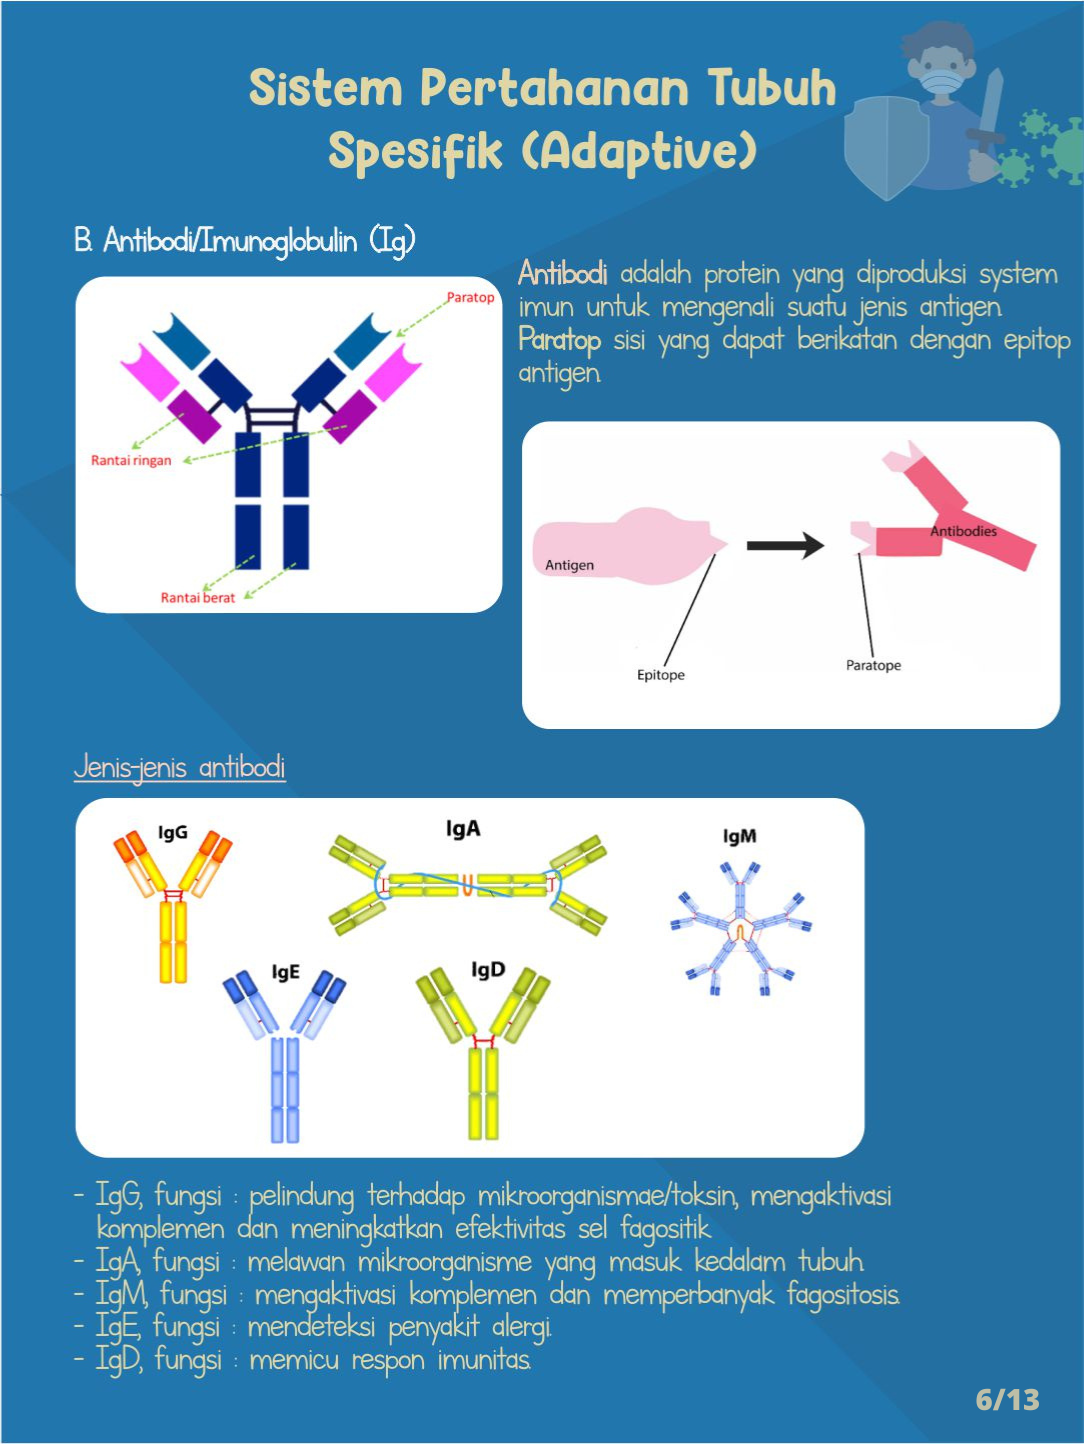 Sistem Pertahanan Tubuh
Spesifik (Adaptive)
B. Antibodi/Imunoglobulin (Ig)
Paratop
Rantai ringan
Rantai berat
Antibodi adalah protein yang diproduksi system
imun untuk mengenali suatu jenis antigen.
Paratop sisi yang dapat berikatan dengan epitop
antigen.
Antigen
Epitope
Antibodies
Paratope
Jenis-jenis antibodi
IgG
IgA
IgM
IgE
IgD
- IgG, fungsi : pelindung terhadap mikroorganismae/toksin, mengaktivasi
komplemen dan meningkatkan efektivitas sel fagositik
- IgA, fungsi : melawan mikroorganisme yang masuk kedalam tubuh.
- IgM, fungsi : mengaktivasi komplemen dan memperbanyak fagositosis.
- IgE, fungsi : mendeteksi penyakit alergi.
- IgD, fungsi : memicu respon imunitas.
6/13